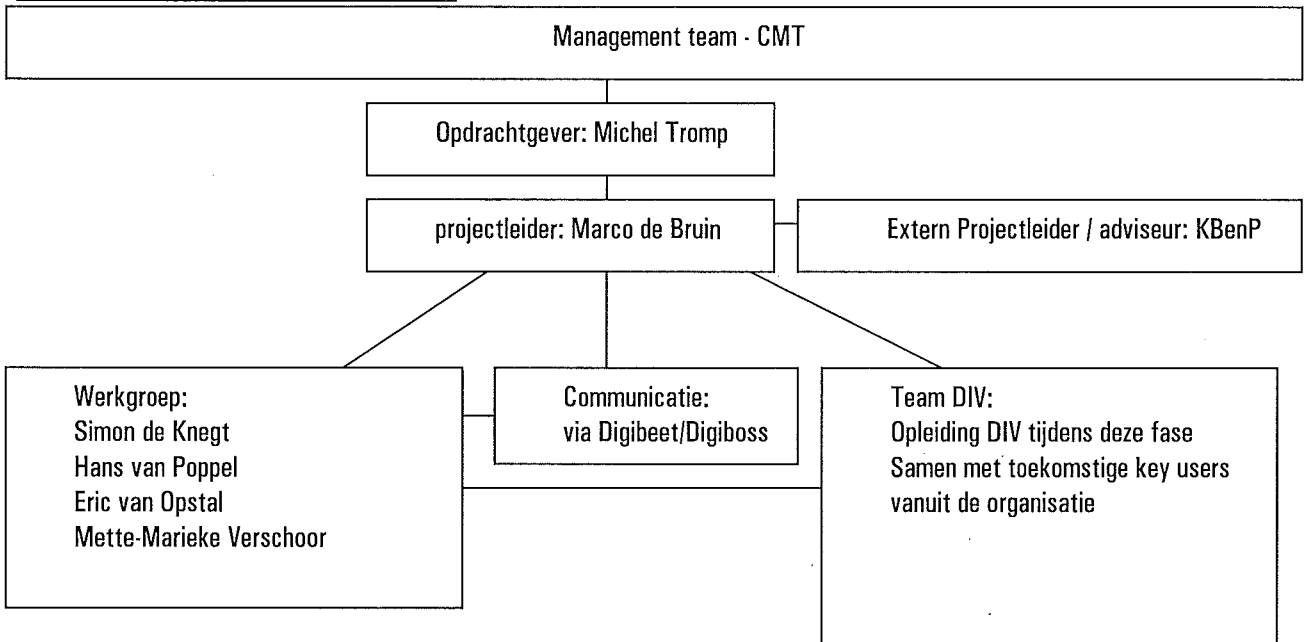 Management team - CMT
Opdrachtgever: Michel Tromp
projectleider: Marco de Bruin
Extern Projectleider / adviseur: KBenP
Werkgroep:
Simon de Knegt
Hans van Poppel
Eric van Opstal
Mette-Marieke Verschoor
Communicatie:
via Digibeet/Digiboss
Team DIV:
Opleiding DIV tijdens deze fase
Samen met toekomstige key users
vanuit de organisatie